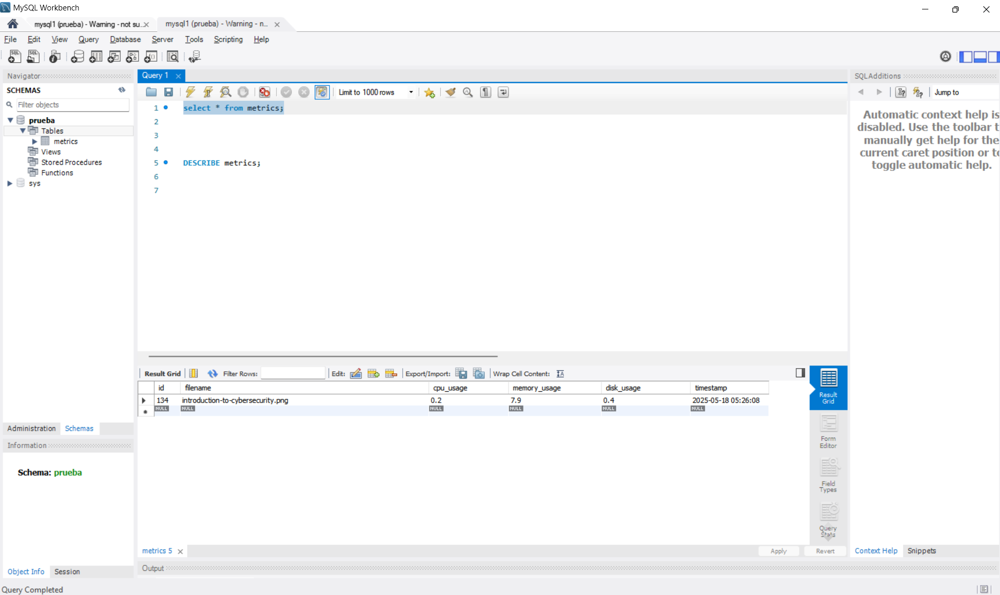 MySQL Workbench
mysql1 (prueba) - Warning - not su...
mysql1 (prueba) - Warning - n...
File Edit View Query Database Server Tools Scripting Help
Navigator
SCHEMAS
Filter objects
prueba
Tables
metrics
Views
Stored Procedures
Functions
sys
Administration Schemas
Information
Schema: prueba
Object Info Session
Query Completed
Query 1
Limit to 1000 rows
1 select * from metrics;
2
3
4
5 DESCRIBE metrics;
6
7
Result Grid Filter Rows: Edit: Export/Import: Wrap Cell Content:
id filename cpu_usage memory_usage disk_usage timestamp
134 introduction-to-cybersecurity.png 0.2 7.9 0.4 2025-05-18 05:26:08
NULL NULL NULL NULL NULL NULL
Result
Grid
Form
Editor
Field
Types
Query
Stats
metrics 5
Apply Revert
Output
SQLAdditions
Jump to
Automatic context help is
disabled. Use the toolbar t
manually get help for the
current caret position or to
toggle automatic help.
Context Help Snippets